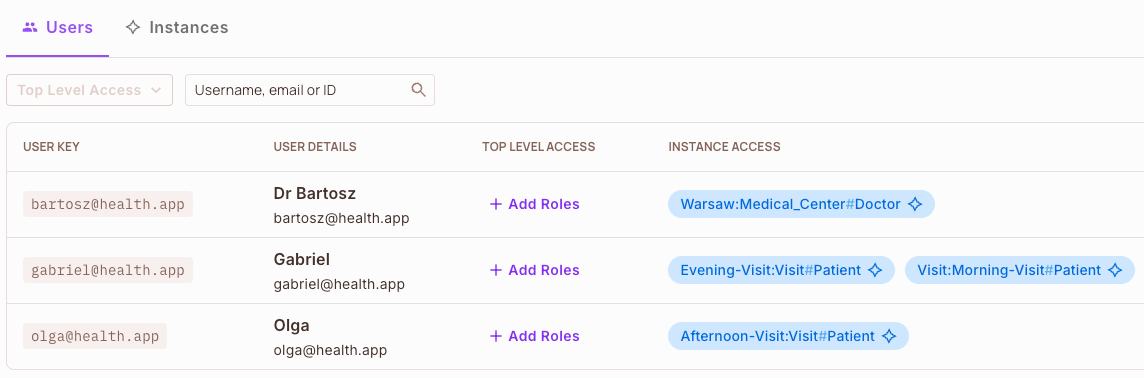 Users Instances
Top Level Access Username, email or ID
USER KEY USER DETAILS TOP LEVEL ACCESS INSTANCE ACCESS
Dr Bartosz
bartosz@health.app bartosz@health.app + Add Roles Warsaw:Medical_Center#Doctor
Gabriel
gabriel@health.app gabriel@health.app + Add Roles Evening-Visit:Visit#Patient Visit:Morning-Visit#Patient
Olga
olga@health.app olga@health.app + Add Roles Afternoon-Visit:Visit#Patient